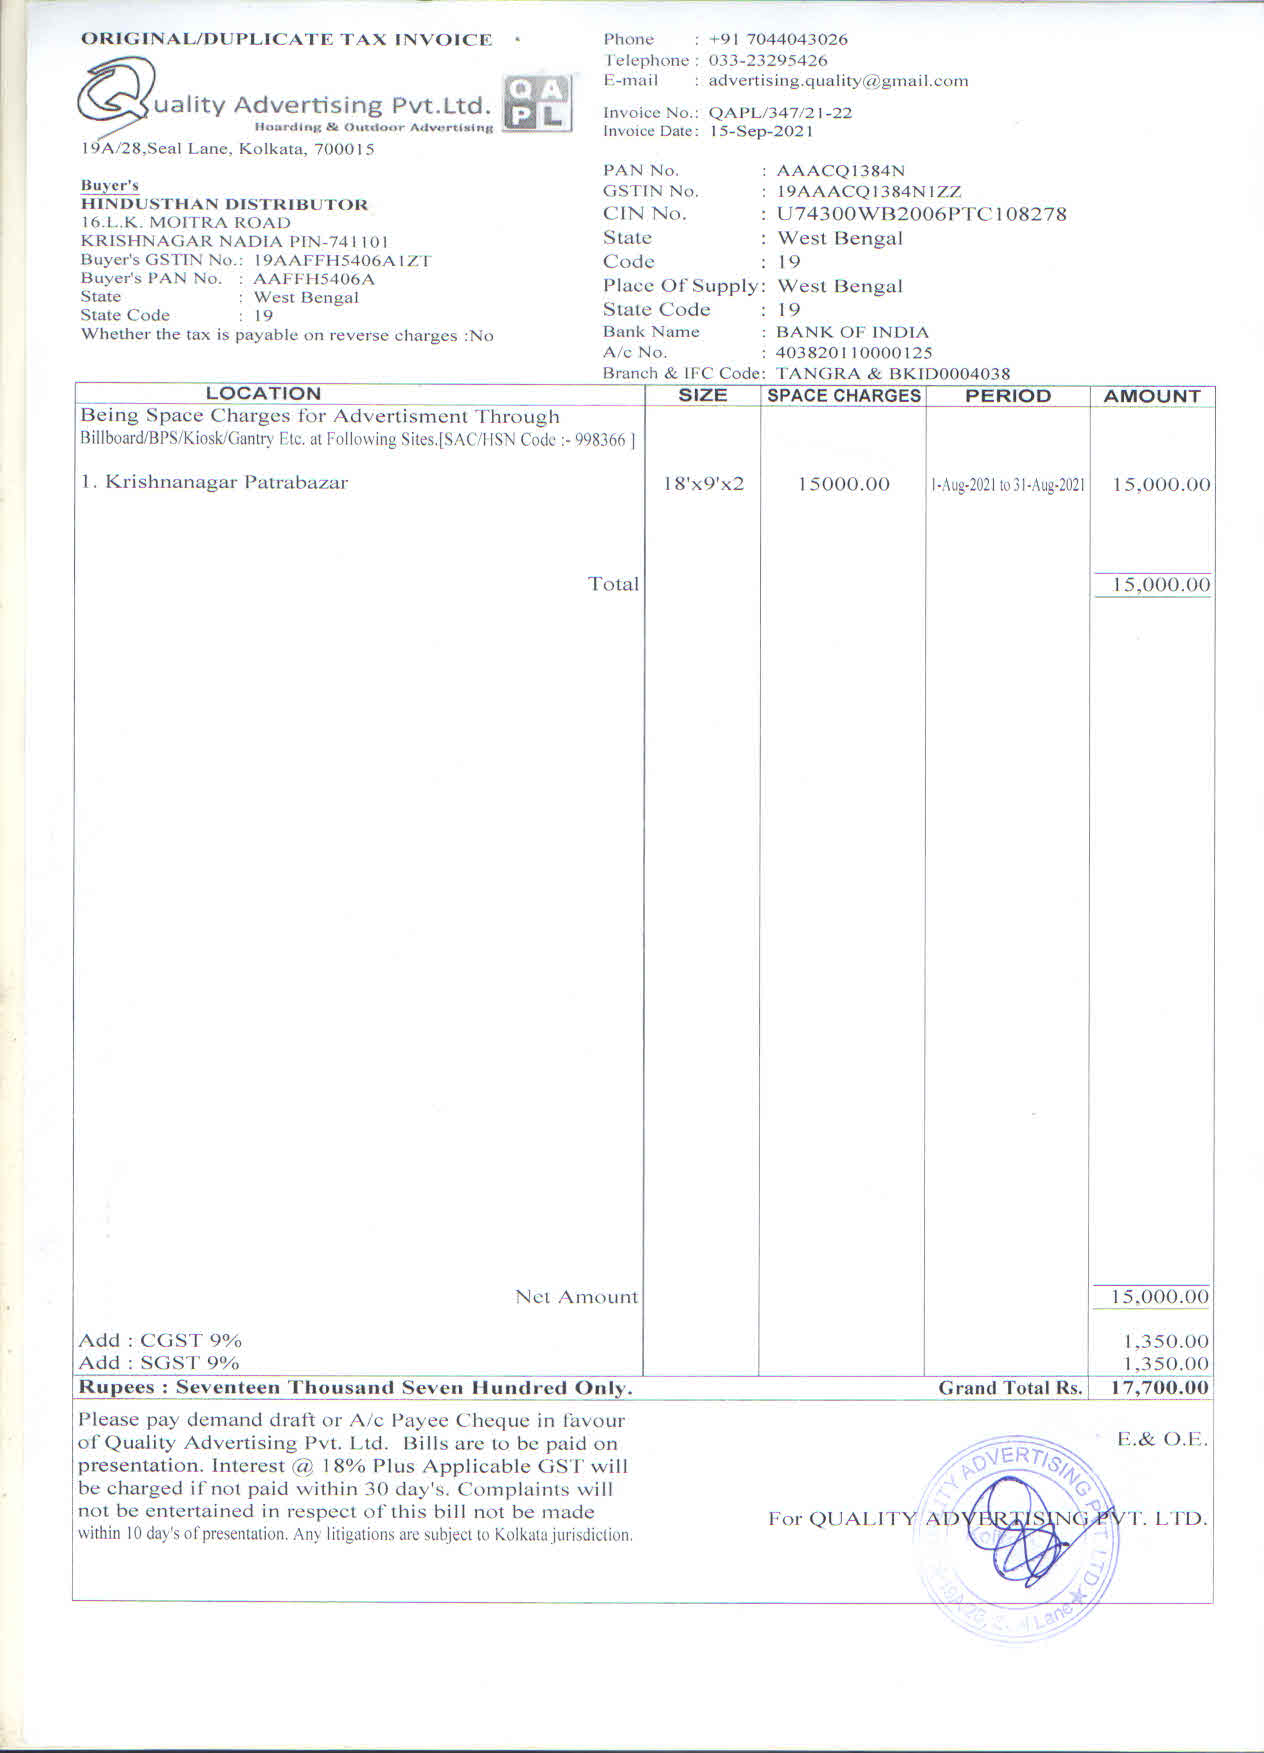 ORIGINAL/DUPLICATE TAX INVOICE
Quality Advertising Pvt.Ltd.
Hoarding & Outdoor Advertising
QA
PL
19A/28,Seal Lane, Kolkata, 700015
Phone : +91 7044043026
Telephone : 033-23295426
E-mail : advertising.quality@gmail.com
Invoice No.: QAPL/347/21-22
Invoice Date: 15-Sep-2021
Buyer's
HINDUSTHAN DISTRIBUTOR
16.L.K. MOITRA ROAD
KRISHNAGAR NADIA PIN-741101
Buyer's GSTIN No.: 19AAFFH5406A1ZT
Buyer's PAN No. : AAFFH5406A
State : West Bengal
State Code : 19
Whether the tax is payable on reverse charges :No
PAN No. : AAACQ1384N
GSTIN No. : 19AAACQ1384N1ZZ
CIN No. : U74300WB2006PTC108278
State : West Bengal
Code : 19
Place Of Supply: West Bengal
State Code : 19
Bank Name : BANK OF INDIA
A/c No. : 403820110000125
Branch & IFC Code: TANGRA & BKID0004038
LOCATION SIZE SPACE CHARGES PERIOD AMOUNT
Being Space Charges for Advertisment Through
Billboard/BPS/Kiosk/Gantry Etc. at Following Sites.[SAC/HSN Code :- 998366 ]
1. Krishnanagar Patrabazar 18'x9'x2 15000.00 1-Aug-2021 to 31-Aug-2021 15,000.00
Total 15,000.00
Net Amount 15,000.00
Add : CGST 9% 1,350.00
Add : SGST 9% 1,350.00
Rupees : Seventeen Thousand Seven Hundred Only. Grand Total Rs. 17,700.00
Please pay demand draft or A/c Payee Cheque in favour
of Quality Advertising Pvt. Ltd. Bills are to be paid on
presentation. Interest @ 18% Plus Applicable GST will
be charged if not paid within 30 day's. Complaints will
not be entertained in respect of this bill not be made
within 10 day's of presentation. Any litigations are subject to Kolkata jurisdiction.
E.& O.E.
For QUALITY ADVERTISING PVT. LTD.
ADVERTISING PVT LTD
Lane